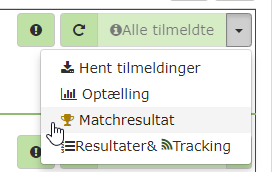 Alle tilmeldte
Hent tilmeldinger
Optælling
Matchresultat
Resultater& Tracking